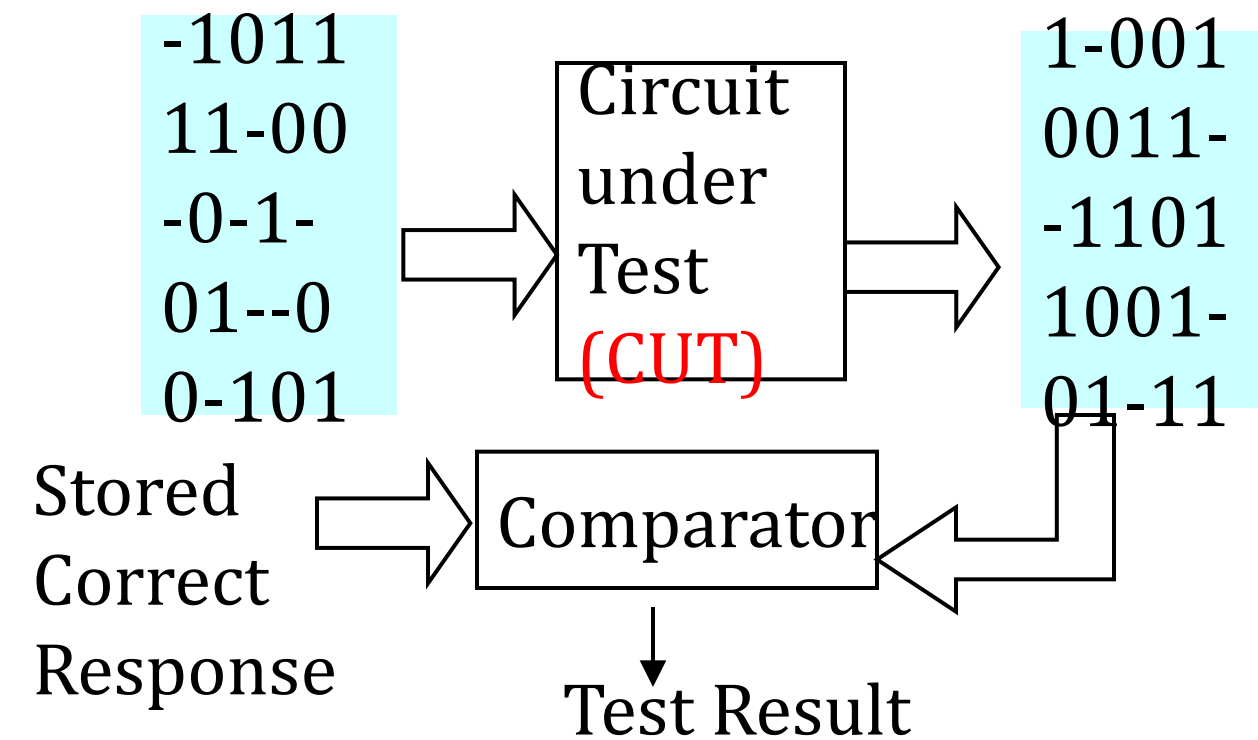 -1011
11-00
-0-1-
01--0
0-101
Circuit
under
Test
(CUT)
1-001
0011-
-1101
1001-
01-11
Stored
Correct
Response
Comparator
Test Result